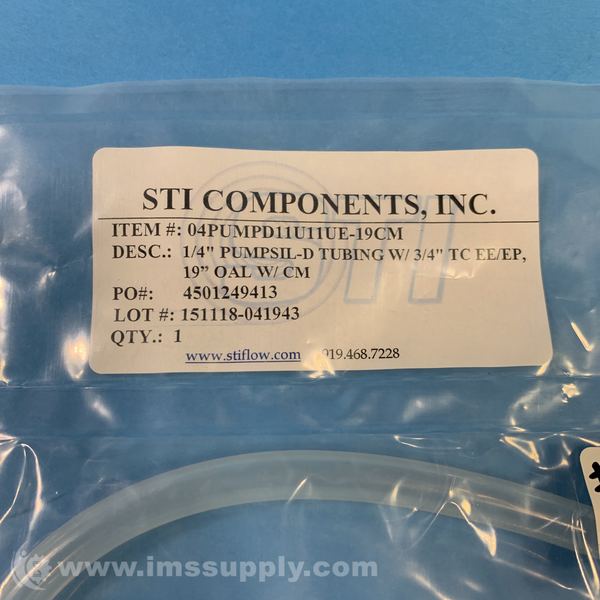 STI COMPONENTS, INC.
ITEM #: 04PUMPD11U11UE-19CM
DESC.: 1/4" PUMPSIL-D TUBING W/ 3/4" TC EE/EP,
19” OAL W/ CM
PO#: 4501249413
LOT #: 151118-041943
QTY.: 1
www.stiflow.com 919.468.7228
STI
www.imssupply.com